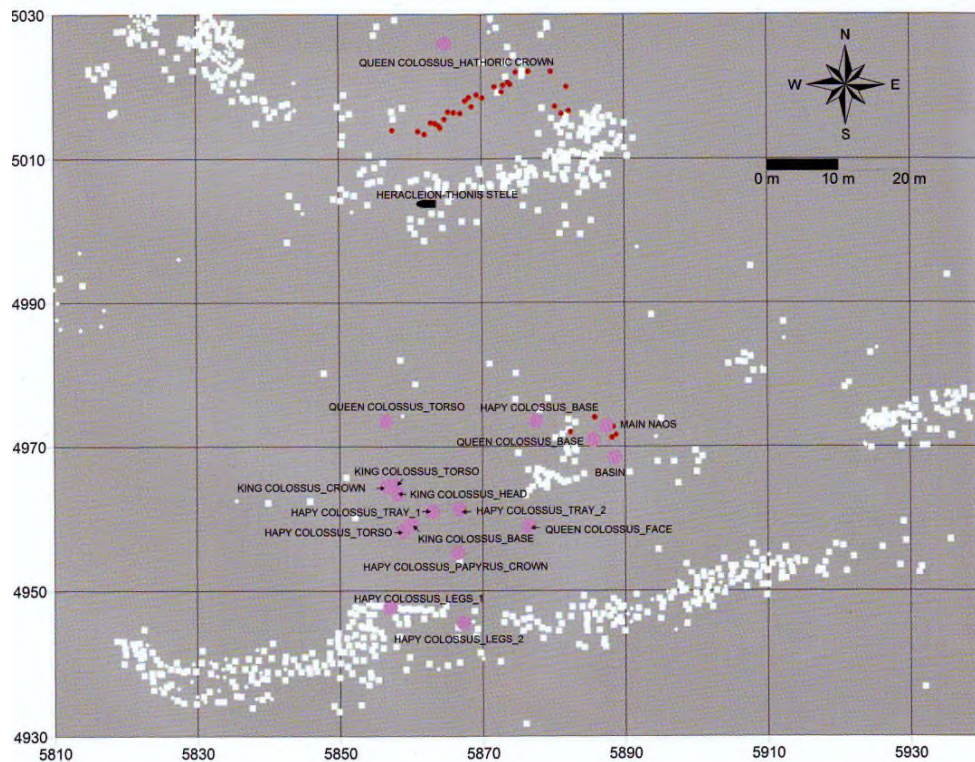 5030
QUEEN COLOSSUS_HATHORIC CROWN
N
W
E
S
5010
0 m 10 m 20 m
HERACLEION-THONIS STELE
4990
QUEEN COLOSSUS_TORSO
HAPY COLOSSUS_BASE
MAIN NAOS
4970
QUEEN COLOSSUS_BASE
BASIN
KING COLOSSUS_TORSO
KING COLOSSUS_CROWN
KING COLOSSUS_HEAD
HAPY COLOSSUS_TRAY_1
HAPY COLOSSUS_TRAY_2
HAPY COLOSSUS_TORSO
QUEEN COLOSSUS_FACE
KING COLOSSUS_BASE
HAPY COLOSSUS_PAPYRUS_CROWN
4950
HAPY COLOSSUS_LEGS_1
HAPY COLOSSUS_LEGS_2
4930
5810 5830 5850 5870 5890 5910 5930